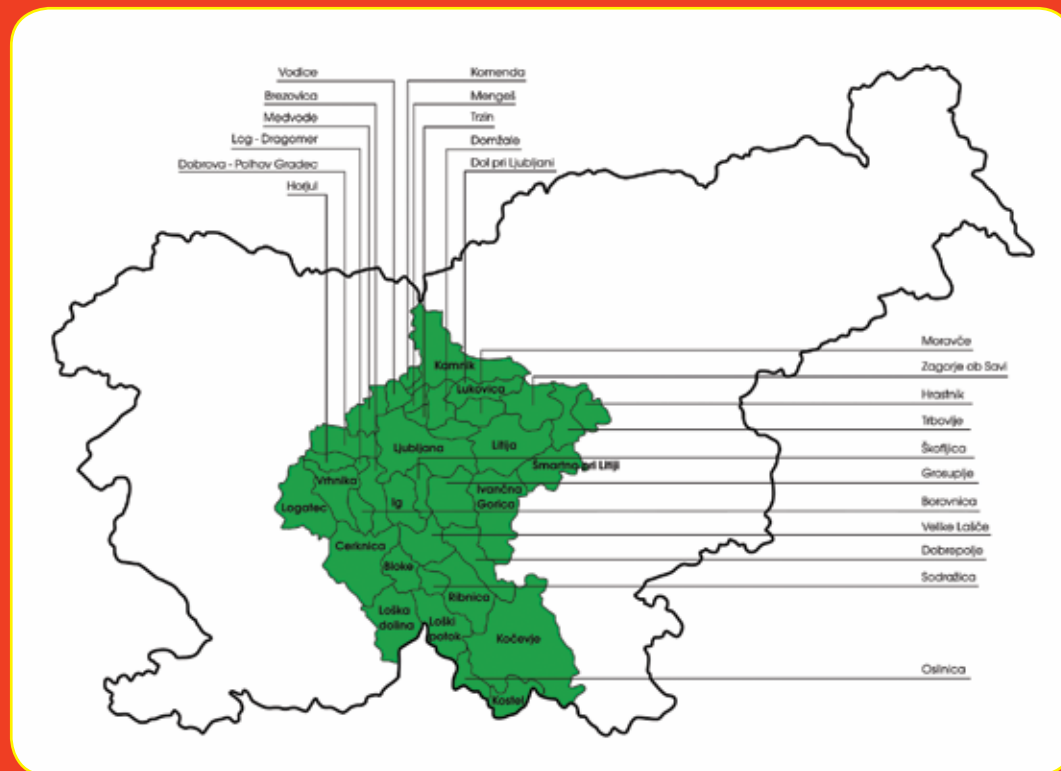 Vodice
Brezovica
Medvode
Log - Dragomer
Dobrova - Polhov Gradec
Horjul
Komenda
Mengeš
Trzin
Domžale
Dol pri Ljubljani
Moravče
Zagorje ob Savi
Hrastnik
Trbovlje
Škofljica
Grosuplje
Borovnica
Velike Lašče
Dobrepolje
Sodražica
Osilnica
Kamnik
Lukovica
Ljubljana
Litija
Šmartno pri Litiji
Vrhnika
Ivančna
Gorica
Logatec
Ig
Cerknica
Bloke
Ribnica
Loška
dolina
Loški
potok
Kočevje
Kostel